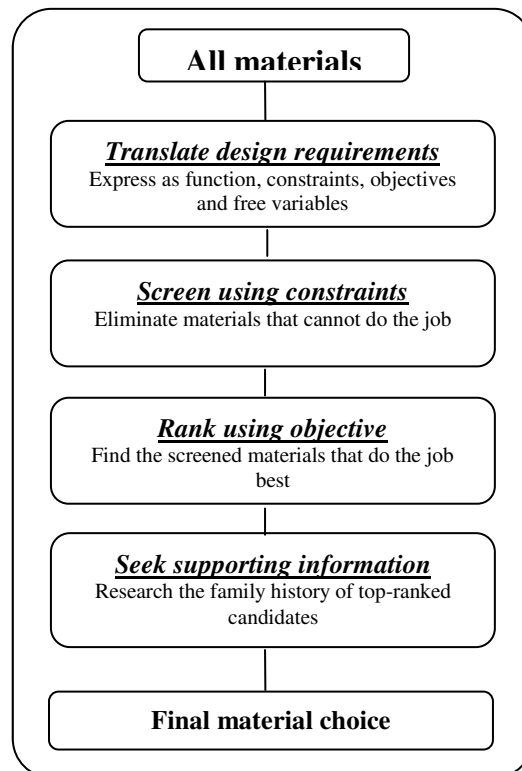 All materials
Translate design requirements
Express as function, constraints, objectives
and free variables
Screen using constraints
Eliminate materials that cannot do the job
Rank using objective
Find the screened materials that do the job
best
Seek supporting information
Research the family history of top-ranked
candidates
Final material choice